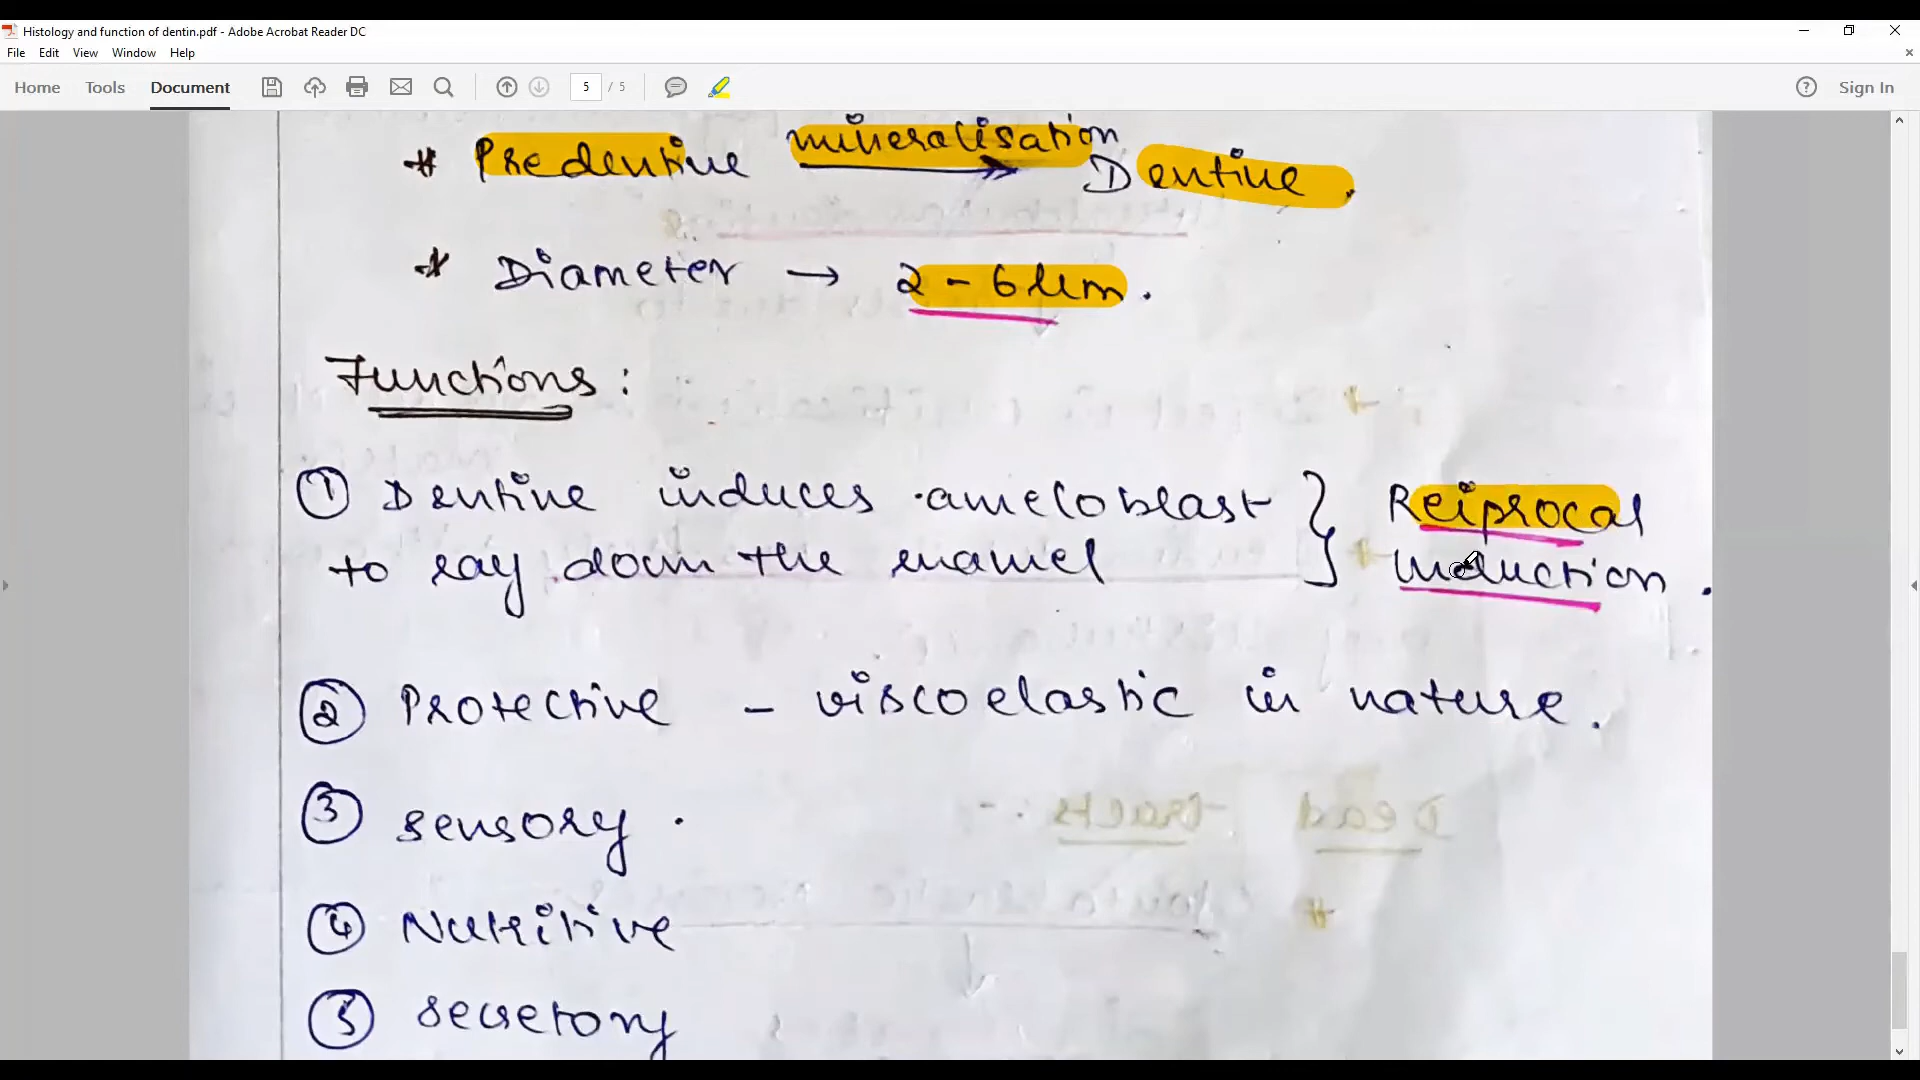 Histology and function of dentin.pdf - Adobe Acrobat Reader DC
File Edit View Window Help
Home Tools Document 5 / 5 Sign In
* Predentine mineralisation Dentine.
* Diameter → 2-6 µm.
Functions :
① Dentine induces ameloblast } Reiprocal
to lay down the enamel induction.
② Protective - viscoelastic in nature.
③ sensory.
④ Nutritive
⑤ secretory